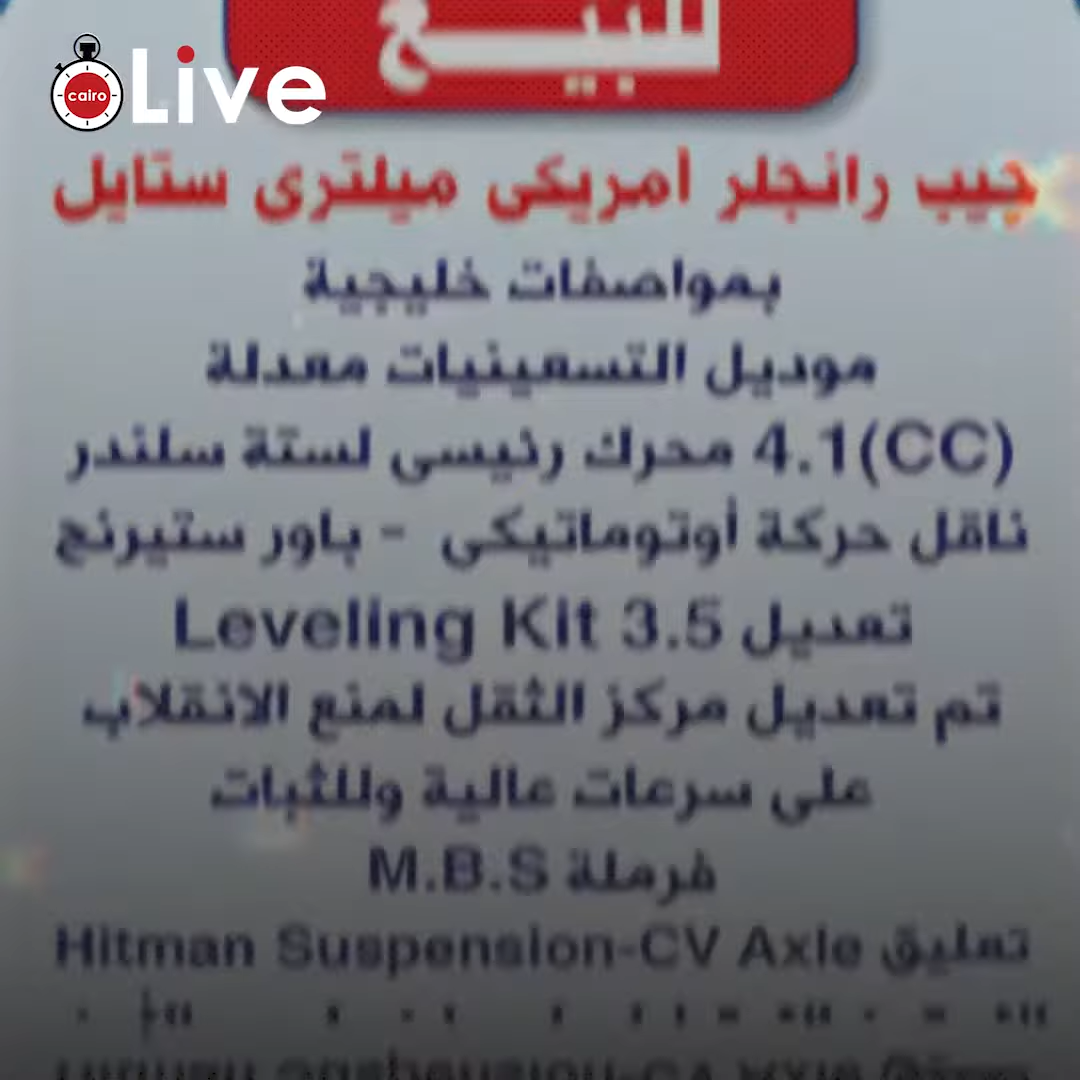 cairo Live
للبيع
جيب رانجلر أمريكى ميلترى ستايل
بمواصفات خليجية
موديل التسعينيات معدلة
4.1(CC) محرك رئيسى لستة سلندر
ناقل حركة أوتوماتيكى - باور ستيرنج
تعديل Leveling Kit 3.5
تم تعديل مركز الثقل لمنع الانقلاب
على سرعات عالية وللثبات
فرملة M.B.S
تعليق Hitman Suspension-CV Axle